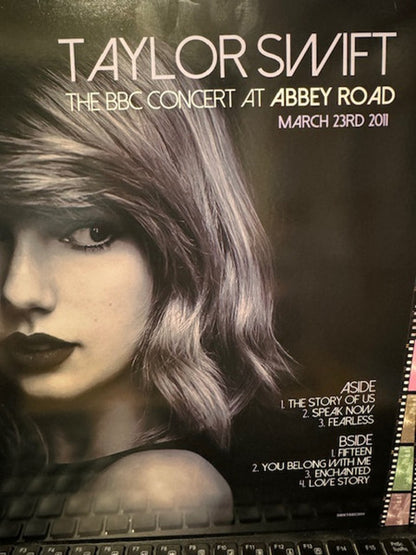 TAYLOR SWIFT
THE BBC CONCERT AT ABBEY ROAD
MARCH 23RD 2011
ASIDE
1. THE STORY OF US
2. SPEAK NOW
3. FEARLESS
BSIDE
1. FIFTEEN
2. YOU BELONG WITH ME
3. ENCHANTED
4. LOVE STORY